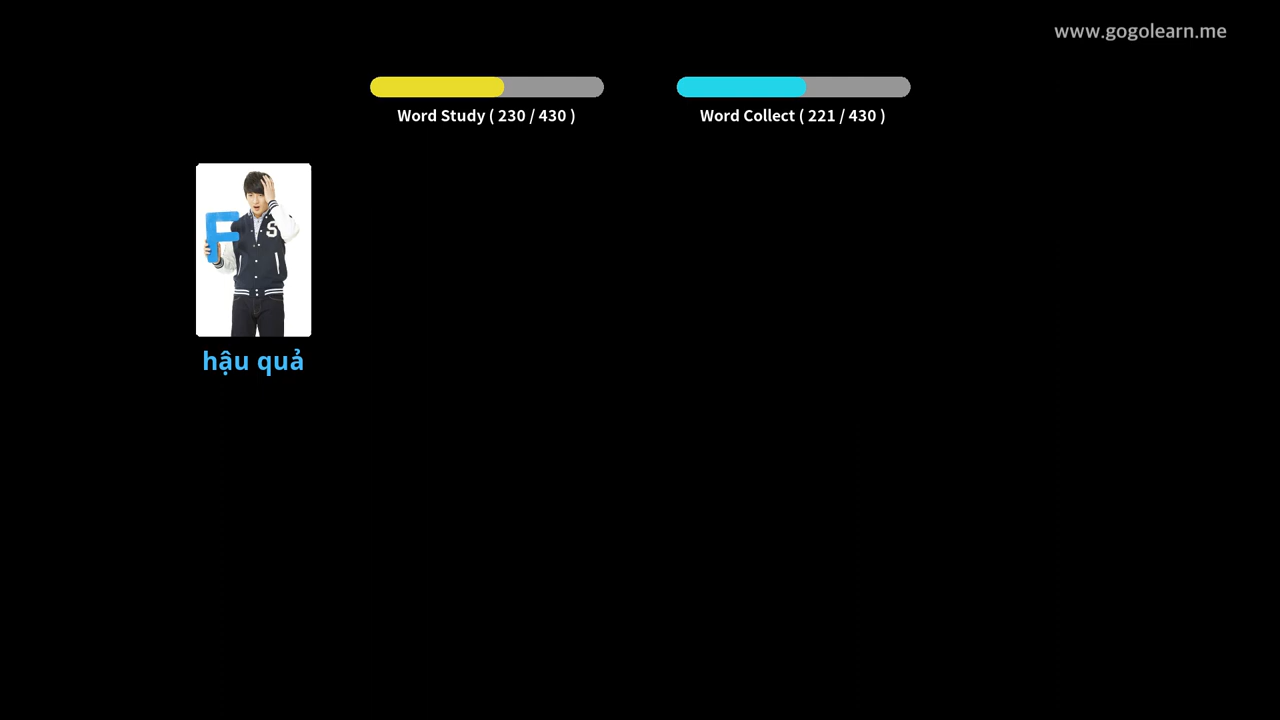 www.gogolearn.me
Word Study ( 230 / 430 )
Word Collect ( 221 / 430 )
F
S
hậu quả